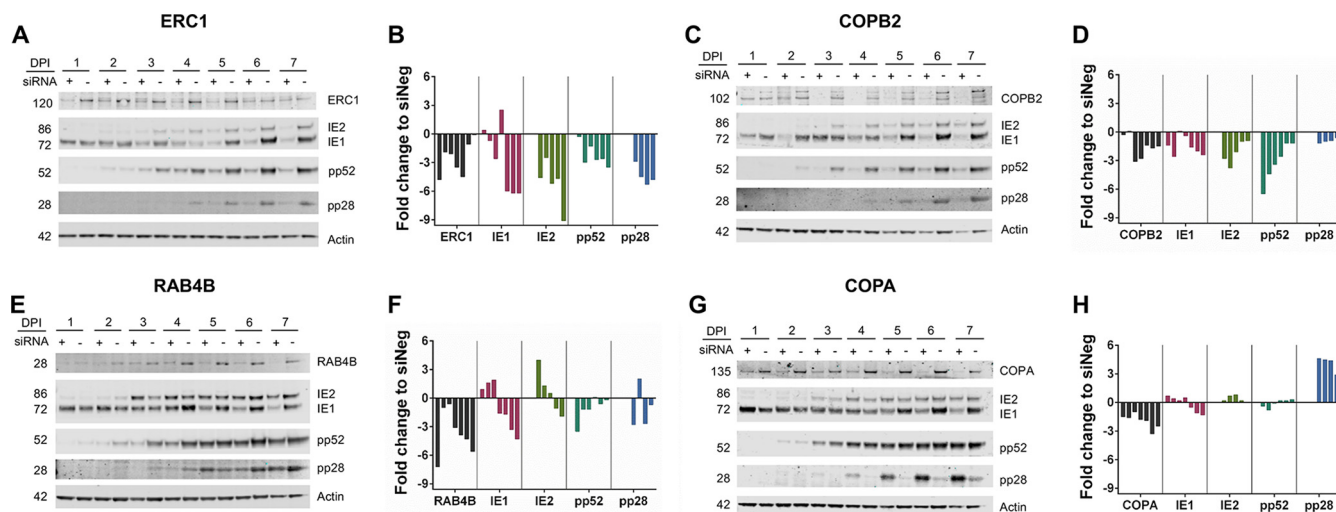 ERC1
A
DPI 1 2 3 4 5 6 7
siRNA + - + - + - + - + - + - + -
120 ERC1
86 IE2
72 IE1
52 pp52
28 pp28
42 Actin
B
Fold change to siNeg
6
3
0
-3
-6
-9
ERC1 IE1 IE2 pp52 pp28
COPB2
C
DPI 1 2 3 4 5 6 7
siRNA + - + - + - + - + - + - + -
102 COPB2
86 IE2
72 IE1
52 pp52
28 pp28
42 Actin
D
Fold change to siNeg
6
3
0
-3
-6
-9
COPB2 IE1 IE2 pp52 pp28
RAB4B
E
DPI 1 2 3 4 5 6 7
siRNA + - + - + - + - + - + - + -
28 RAB4B
86 IE2
72 IE1
52 pp52
28 pp28
42 Actin
F
Fold change to siNeg
6
3
0
-3
-6
-9
RAB4B IE1 IE2 pp52 pp28
COPA
G
DPI 1 2 3 4 5 6 7
siRNA + - + - + - + - + - + - + -
135 COPA
86 IE2
72 IE1
52 pp52
28 pp28
42 Actin
H
Fold change to siNeg
6
3
0
-3
-6
-9
COPA IE1 IE2 pp52 pp28